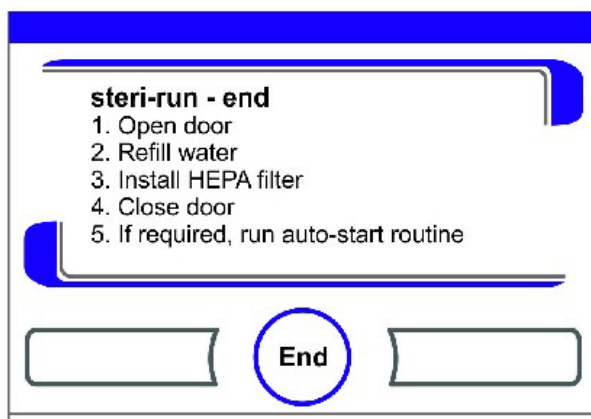 steri-run - end
1. Open door
2. Refill water
3. Install HEPA filter
4. Close door
5. If required, run auto-start routine
End